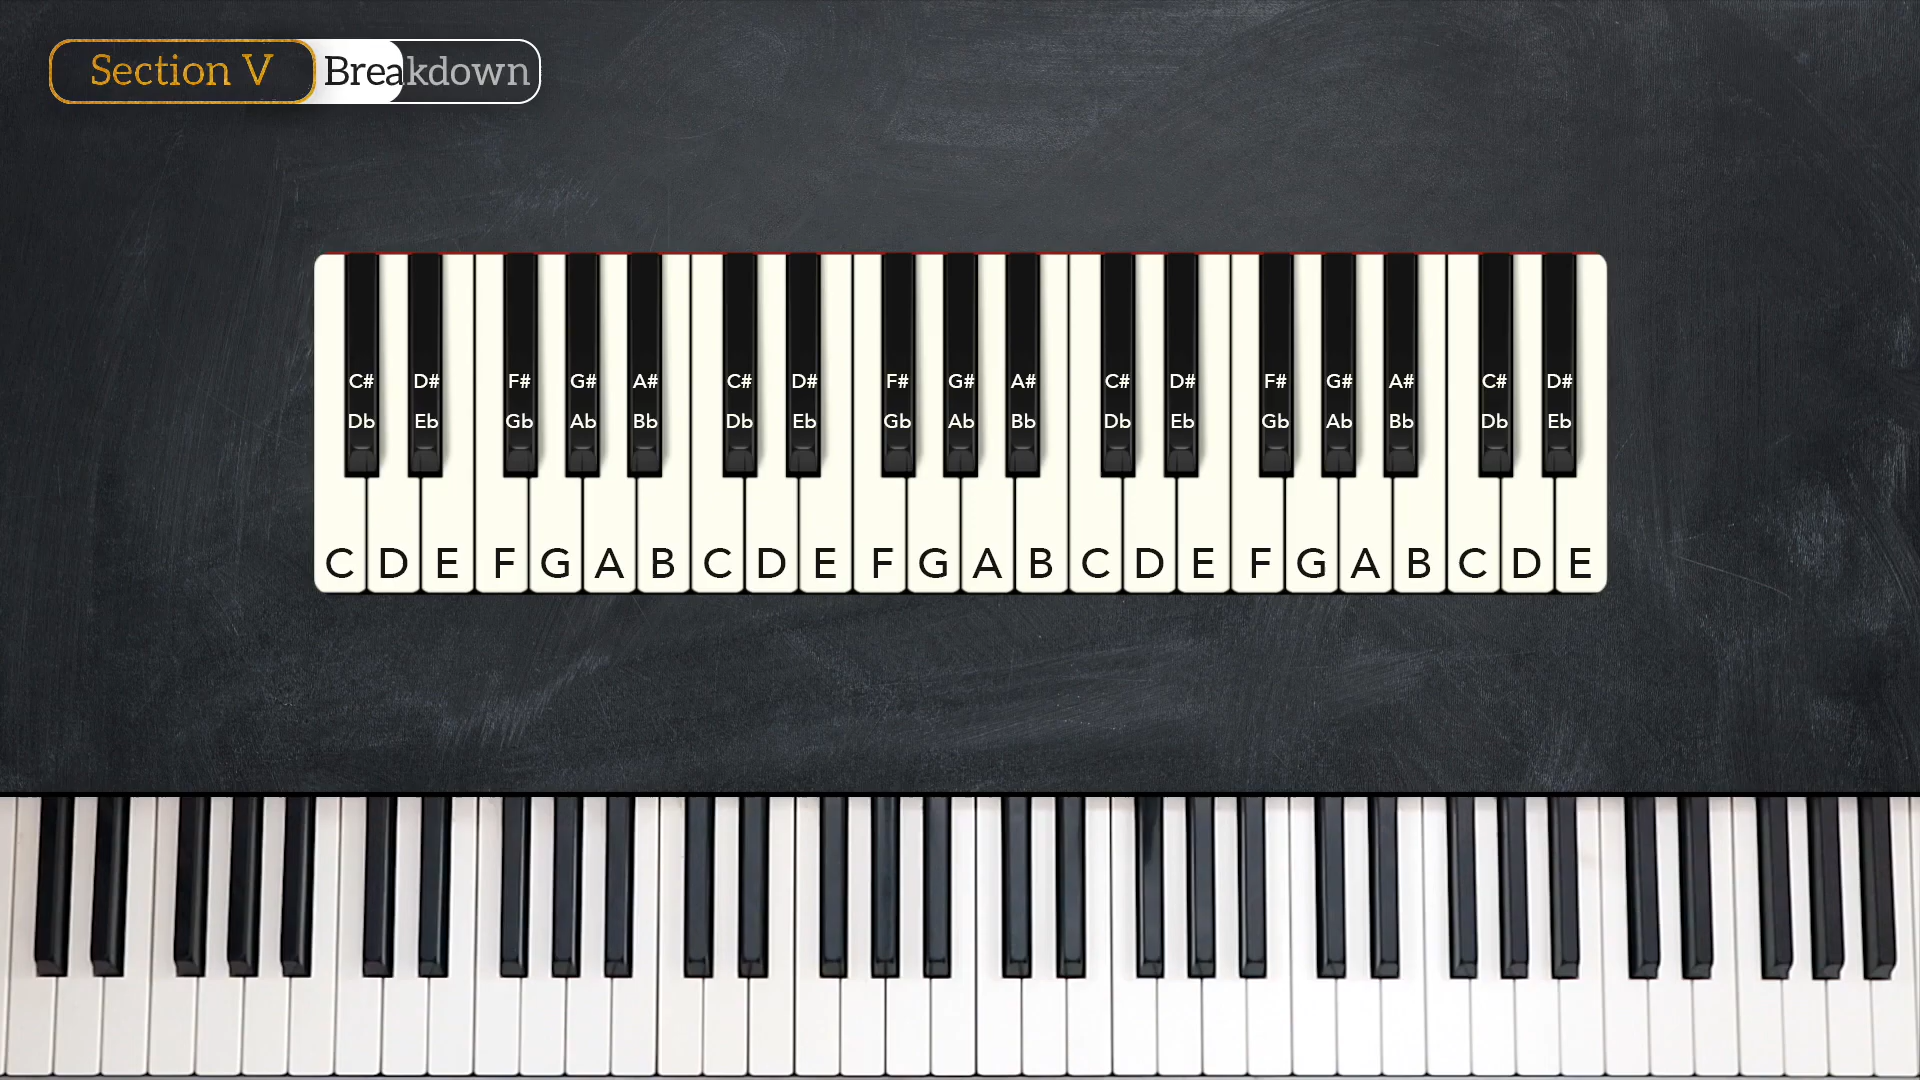 Section V Breakdown
C# D# F# G# A# C# D# F# G# A# C# D# F# G# A# C# D#
Db Eb Gb Ab Bb Db Eb Gb Ab Bb Db Eb Gb Ab Bb Db Eb
C D E F G A B C D E F G A B C D E F G A B C D E